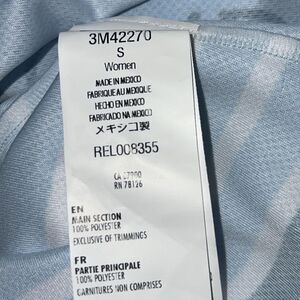 3M42270
S
Women
MADE IN MEXICO
FABRIQUÉ AU MEXIQUE
HECHO EN MEXICO
FABRICADO NA MEXICO
メキシコ製
REL008355
CA
RN 78126
EN
MAIN SECTION
100% POLYESTER
EXCLUSIVE OF TRIMMINGS
FR
PARTIE PRINCIPALE
100% POLYESTER
GARNITURES NON COMPRISES